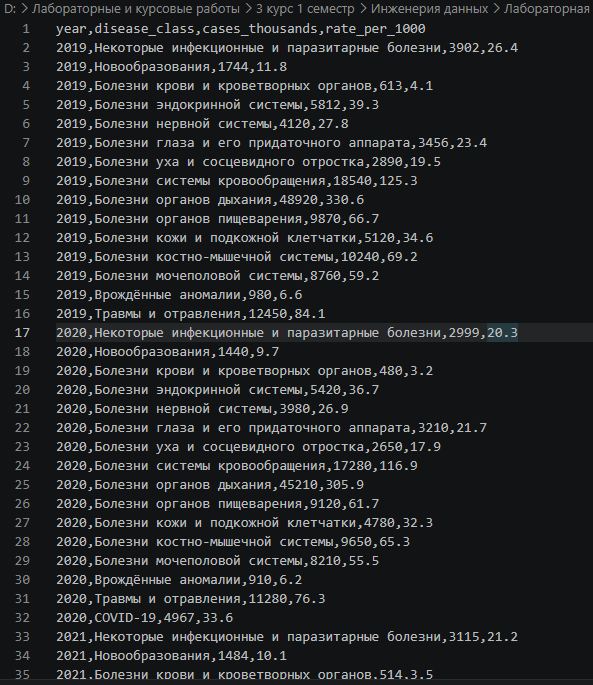 D: > Лабораторные и курсовые работы > 3 курс 1 семестр > Инженерия данных > Лабораторная
1 year,disease_class,cases_thousands,rate_per_1000
2 2019,Некоторые инфекционные и паразитарные болезни,3902,26.4
3 2019,Новообразования,1744,11.8
4 2019,Болезни крови и кроветворных органов,613,4.1
5 2019,Болезни эндокринной системы,5812,39.3
6 2019,Болезни нервной системы,4120,27.8
7 2019,Болезни глаза и его придаточного аппарата,3456,23.4
8 2019,Болезни уха и сосцевидного отростка,2890,19.5
9 2019,Болезни системы кровообращения,18540,125.3
10 2019,Болезни органов дыхания,48920,330.6
11 2019,Болезни органов пищеварения,9870,66.7
12 2019,Болезни кожи и подкожной клетчатки,5120,34.6
13 2019,Болезни костно-мышечной системы,10240,69.2
14 2019,Болезни мочеполовой системы,8760,59.2
15 2019,Врождённые аномалии,980,6.6
16 2019,Травмы и отравления,12450,84.1
17 2020,Некоторые инфекционные и паразитарные болезни,2999,20.3
18 2020,Новообразования,1440,9.7
19 2020,Болезни крови и кроветворных органов,480,3.2
20 2020,Болезни эндокринной системы,5420,36.7
21 2020,Болезни нервной системы,3980,26.9
22 2020,Болезни глаза и его придаточного аппарата,3210,21.7
23 2020,Болезни уха и сосцевидного отростка,2650,17.9
24 2020,Болезни системы кровообращения,17280,116.9
25 2020,Болезни органов дыхания,45210,305.9
26 2020,Болезни органов пищеварения,9120,61.7
27 2020,Болезни кожи и подкожной клетчатки,4780,32.3
28 2020,Болезни костно-мышечной системы,9650,65.3
29 2020,Болезни мочеполовой системы,8210,55.5
30 2020,Врождённые аномалии,910,6.2
31 2020,Травмы и отравления,11280,76.3
32 2020,COVID-19,4967,33.6
33 2021,Некоторые инфекционные и паразитарные болезни,3115,21.2
34 2021,Новообразования,1484,10.1
35 2021,Болезни крови и кроветворных органов,514,3.5